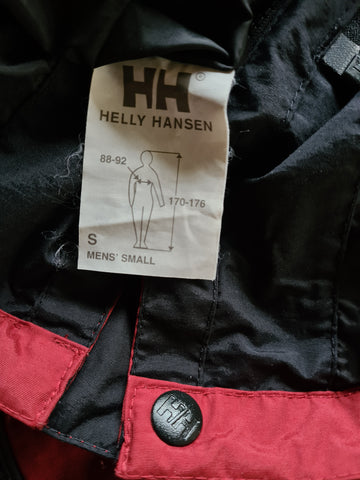 HH
©
HELLY HANSEN
88-92
170-176
S
MENS' SMALL
HH